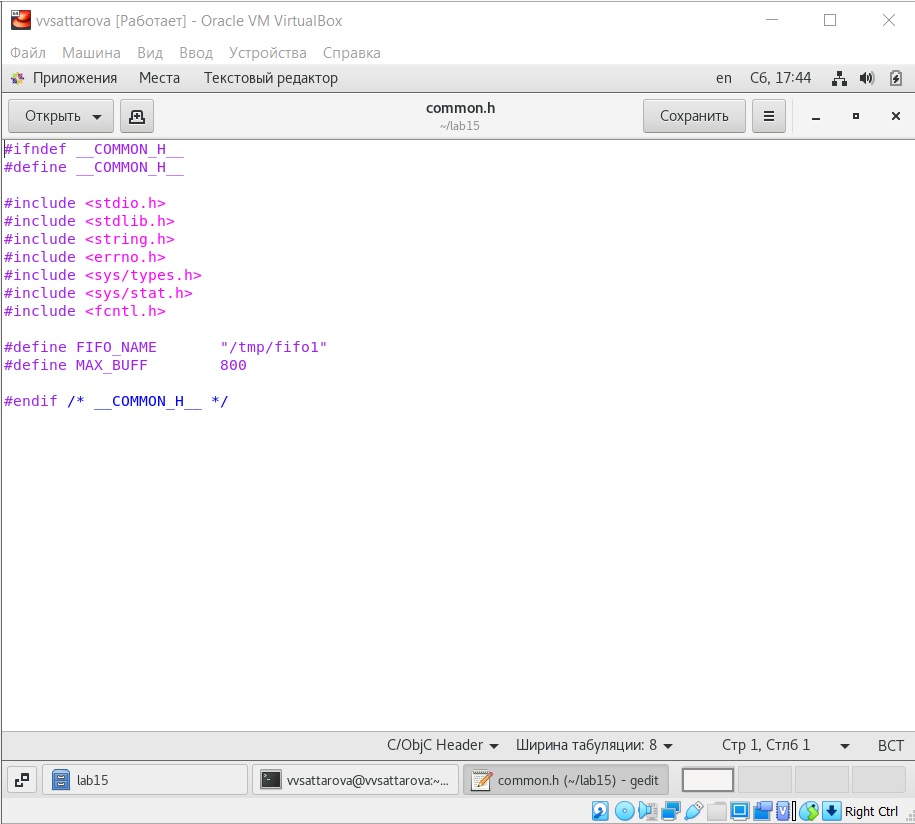 vvsattarova [Работает] - Oracle VM VirtualBox
Файл Машина Вид Ввод Устройства Справка
Приложения Места Текстовый редактор en Сб, 17:44
Открыть common.h Сохранить
~/lab15
#ifndef __COMMON_H__
#define __COMMON_H__
#include <stdio.h>
#include <stdlib.h>
#include <string.h>
#include <errno.h>
#include <sys/types.h>
#include <sys/stat.h>
#include <fcntl.h>
#define FIFO_NAME "/tmp/fifo1"
#define MAX_BUFF 800
#endif /* __COMMON_H__ */
C/ObjC Header Ширина табуляции: 8 Стр 1, Стлб 1 ВСТ
lab15 vvsattarova@vvsattarova:~... common.h (~/lab15) - gedit
Right Ctrl